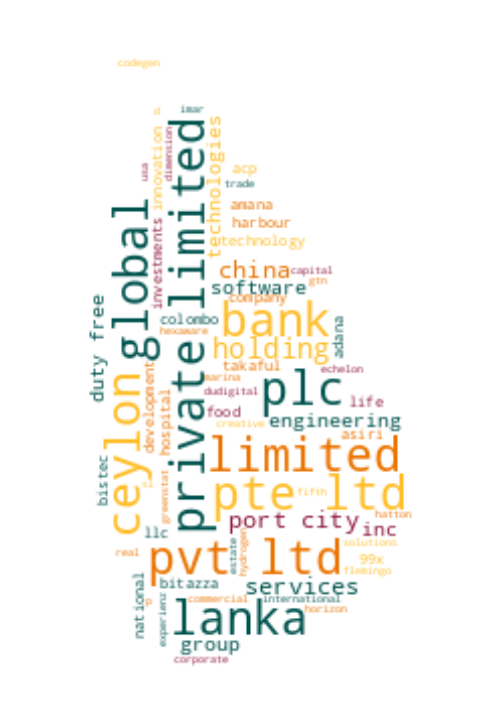 codegen
a
imar
private limited
technologies
innovation
dimension
usa
acp
trade
global
amana
harbour
investments
technology
china
capital
gtn
software
company
duty free
colombo
hexaware
bank
holding
adana
takaful
echelon
ceylon
development
hospital
marina
dudigital
plc
life
food
creative
engineering
asiri
limited
bistec
greenstat
cl
pte ltd
fifth
port city
inc
hatton
llc
real
pvt ltd
estate
hydrogen
solutions
99x
flemingo
national
bitazza
services
experienz
p
commercial
international
lanka
horizon
group
corporate